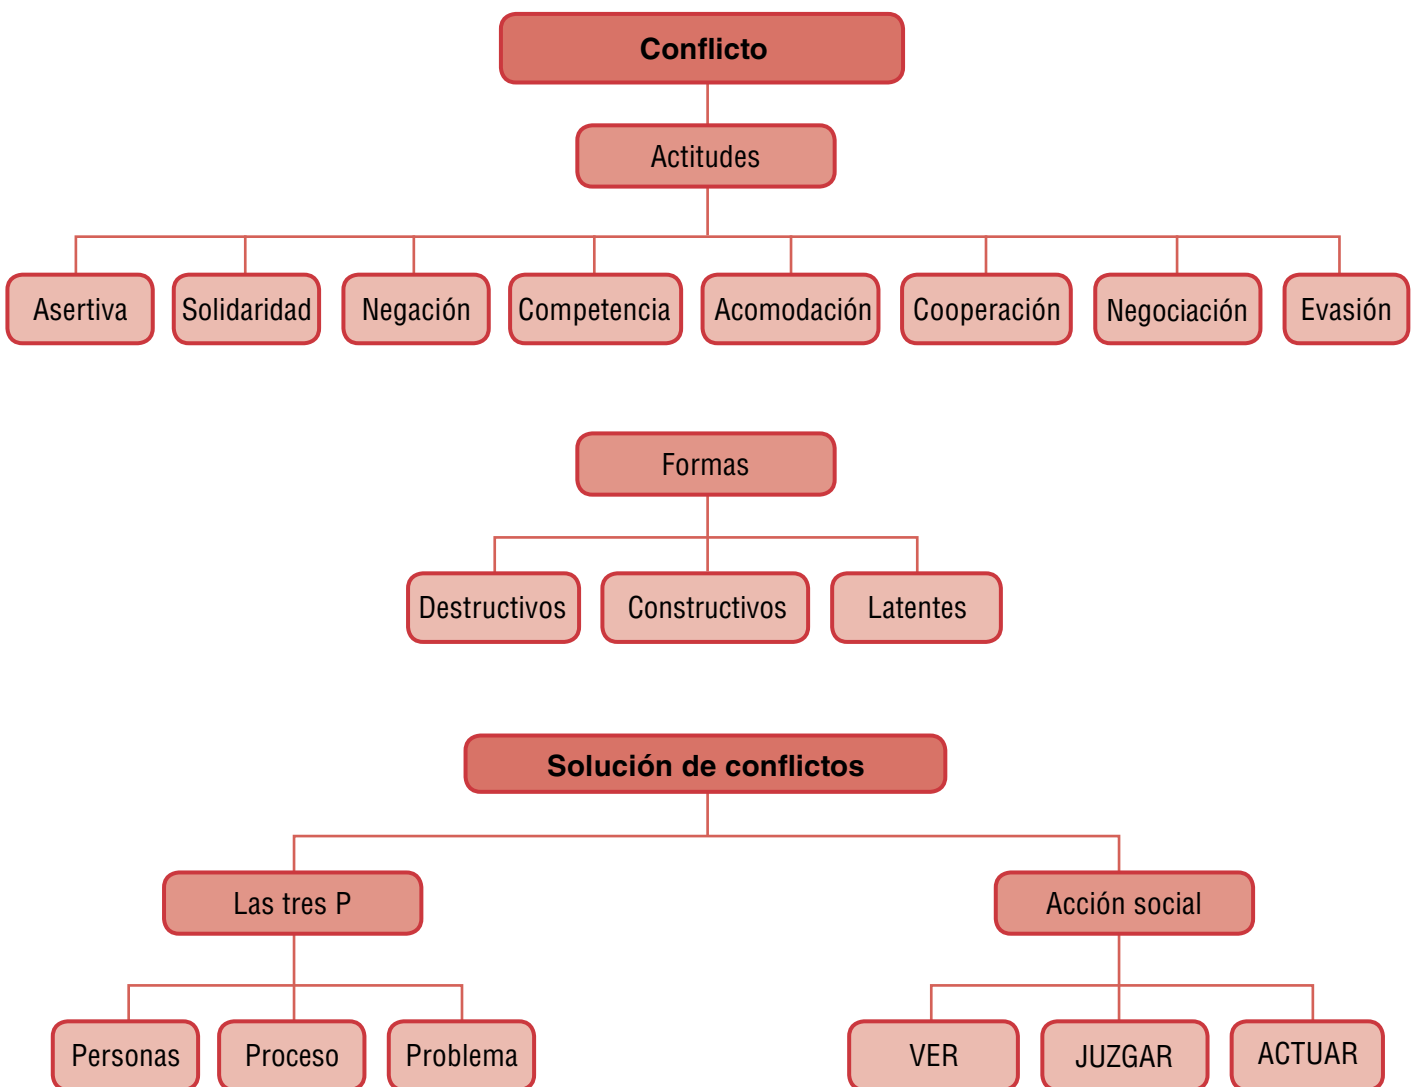 Conflicto
Actitudes
Asertiva
Solidaridad
Negación
Competencia
Acomodación
Cooperación
Negociación
Evasión
Formas
Destructivos
Constructivos
Latentes
Solución de conflictos
Las tres P
Acción social
Personas
Proceso
Problema
VER
JUZGAR
ACTUAR